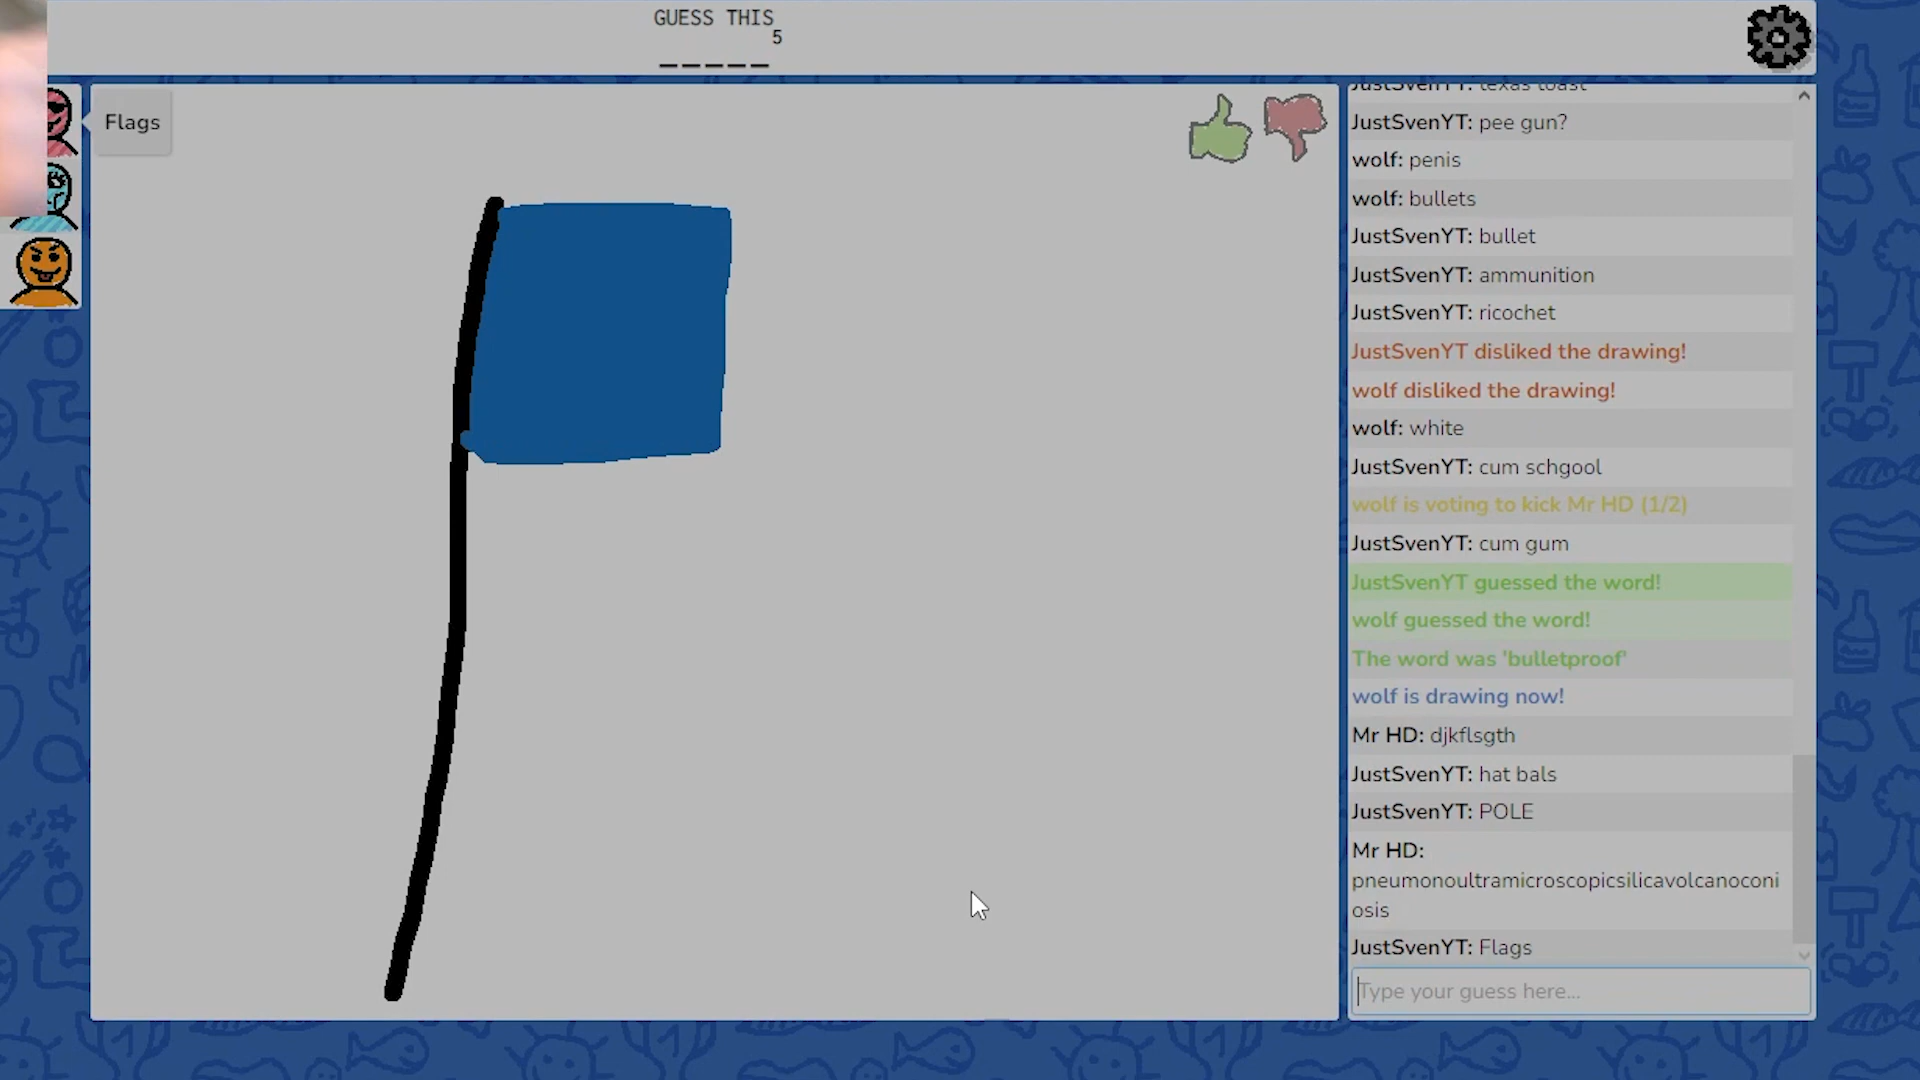 GUESS THIS
5
_____
Flags
JustSvenYT: texas toast
JustSvenYT: pee gun?
wolf: penis
wolf: bullets
JustSvenYT: bullet
JustSvenYT: ammunition
JustSvenYT: ricochet
JustSvenYT disliked the drawing!
wolf disliked the drawing!
wolf: white
JustSvenYT: cum schgool
wolf is voting to kick Mr HD (1/2)
JustSvenYT: cum gum
JustSvenYT guessed the word!
wolf guessed the word!
The word was 'bulletproof'
wolf is drawing now!
Mr HD: djkflsgth
JustSvenYT: hat bals
JustSvenYT: POLE
Mr HD:
pneumonoultramicroscopicsilicavolcanoconi
osis
JustSvenYT: Flags
Type your guess here...